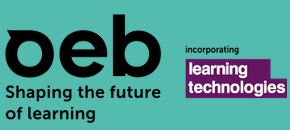 oeb
Shaping the future
of learning
incorporating
learning
technologies